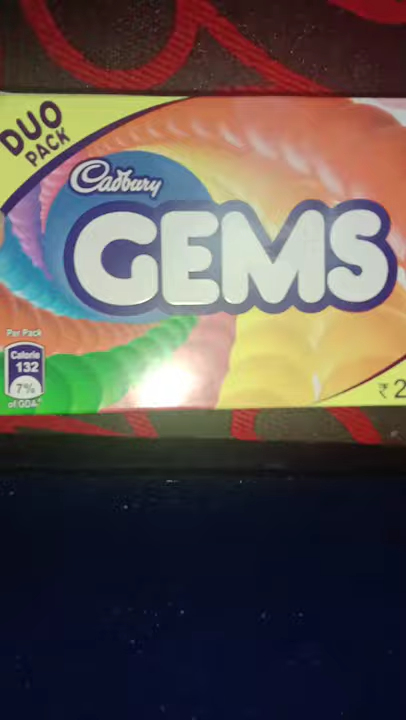 DUO
PACK
Cadbury
GEMS
Per Pack
Calorie
132
7%
of GDA*
₹ 2